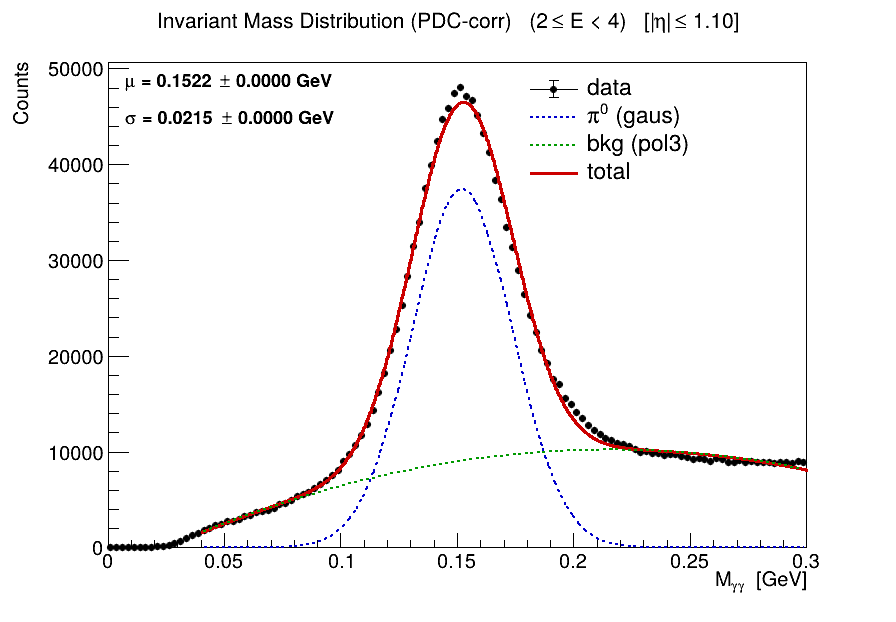 Invariant Mass Distribution (PDC-corr) (2 ≤ E < 4) [|η| ≤ 1.10]
Counts
50000
40000
30000
20000
10000
0
μ = 0.1522 ± 0.0000 GeV
σ = 0.0215 ± 0.0000 GeV
data
π⁰ (gaus)
bkg (pol3)
total
0 0.05 0.1 0.15 0.2 0.25 0.3
Mγγ [GeV]